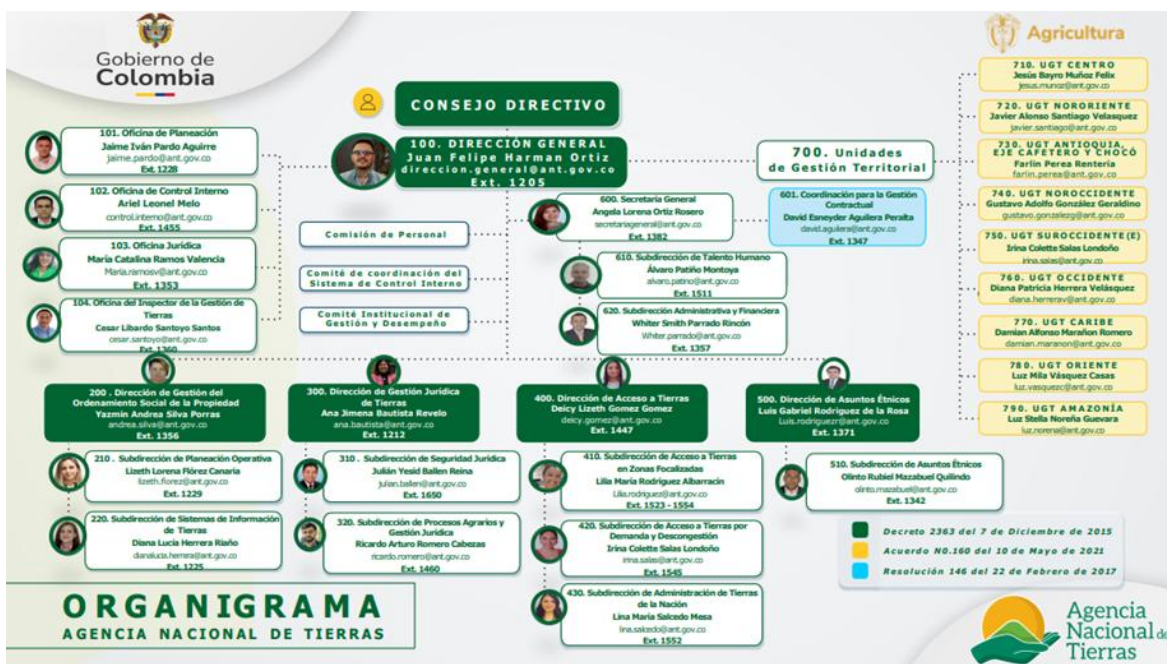 Gobierno de
Colombia
Agricultura
CONSEJO DIRECTIVO
100. DIRECCIÓN GENERAL
Juan Felipe Harman Ortiz
direccion.general@ant.gov.co
Ext. 1205
101. Oficina de Planeación
Jaime Iván Pardo Aguirre
jaime.pardo@ant.gov.co
Ext. 1228
102. Oficina de Control Interno
Ariel Leonel Melo
control.interno@ant.gov.co
Ext. 1455
103. Oficina Jurídica
María Catalina Ramos Valencia
Maria.ramosv@ant.gov.co
Ext. 1353
104. Oficina del Inspector de la Gestión de
Tierras
Cesar Libardo Santoyo Santos
cesar.santoyo@ant.gov.co
Ext. 1360
Comisión de Personal
Comité de coordinación del
Sistema de Control Interno
Comité Institucional de
Gestión y Desempeño
600. Secretaria General
Angela Lorena Ortiz Rosero
secretariageneral@ant.gov.co
Ext. 1382
601. Coordinación para la Gestión
Contractual
David Esneyder Aguilera Peralta
david.aguilera@ant.gov.co
Ext. 1347
610. Subdirección de Talento Humano
Álvaro Patiño Montoya
alvaro.patino@ant.gov.co
Ext. 1511
620. Subdirección Administrativa y Financiera
Whiter Smith Parrado Rincón
Whiter.parrado@ant.gov.co
Ext. 1357
700. Unidades
de Gestión Territorial
710. UGT CENTRO
Jesús Bayro Muñoz Felix
jesus.munoz@ant.gov.co
720. UGT NORORIENTE
Javier Alonso Santiago Velasquez
javier.santiago@ant.gov.co
730. UGT ANTIOQUIA,
EJE CAFETERO Y CHOCÓ
Farlin Perea Renteria
farlin.perea@ant.gov.co
740. UGT NOROCCIDENTE
Gustavo Adolfo González Geraldino
gustavo.gonzalezg@ant.gov.co
750. UGT SUROCCIDENTE(E)
Irina Colette Salas Londoño
irina.salas@ant.gov.co
760. UGT OCCIDENTE
Diana Patricia Herrera Velásquez
diana.herrerav@ant.gov.co
770. UGT CARIBE
Damian Alfonso Marañon Romero
damian.maranon@ant.gov.co
780. UGT ORIENTE
Luz Mila Vásquez Casas
luz.vasquezc@ant.gov.co
790. UGT AMAZONÍA
Luz Stella Noreña Guevara
luz.norena@ant.gov.co
200 . Dirección de Gestión del
Ordenamiento Social de la Propiedad
Yazmin Andrea Silva Porras
andrea.silva@ant.gov.co
Ext. 1356
210 . Subdirección de Planeación Operativa
Lizeth Lorena Flórez Canaria
lizeth.florez@ant.gov.co
Ext. 1229
220. Subdirección de Sistemas de Información
de Tierras
Diana Lucia Herrera Riaño
dianalucia.herrera@ant.gov.co
Ext. 1225
300. Dirección de Gestión Jurídica
de Tierras
Ana Jimena Bautista Revelo
ana.bautista@ant.gov.co
Ext. 1212
310 . Subdirección de Seguridad Jurídica
Julián Yesid Ballen Reina
julian.ballen@ant.gov.co
Ext. 1650
320. Subdirección de Procesos Agrarios y
Gestión Jurídica
Ricardo Arturo Romero Cabezas
ricardo.romero@ant.gov.co
Ext. 1460
400. Dirección de Acceso a Tierras
Deicy Lizeth Gomez Gomez
deicy.gomez@ant.gov.co
Ext. 1447
410. Subdirección de Acceso a Tierras
en Zonas Focalizadas
Lilia María Rodríguez Albarracín
Lilia.rodriguez@ant.gov.co
Ext. 1523 - 1554
420. Subdirección de Acceso a Tierras por
Demanda y Descongestión
Irina Colette Salas Londoño
irina.salas@ant.gov.co
Ext. 1545
430. Subdirección de Administración de Tierras
de la Nación
Lina María Salcedo Mesa
lina.salcedo@ant.gov.co
Ext. 1552
500. Dirección de Asuntos Étnicos
Luis Gabriel Rodriguez de la Rosa
Luis.rodriguezr@ant.gov.co
Ext. 1371
510. Subdirección de Asuntos Étnicos
Olinto Rubiel Mazabuel Quilindo
olinto.mazabuel@ant.gov.co
Ext. 1342
Decreto 2363 del 7 de Diciembre de 2015
Acuerdo N0.160 del 10 de Mayo de 2021
Resolución 146 del 22 de Febrero de 2017
ORGANIGRAMA
AGENCIA NACIONAL DE TIERRAS
Agencia
Nacional de
Tierras